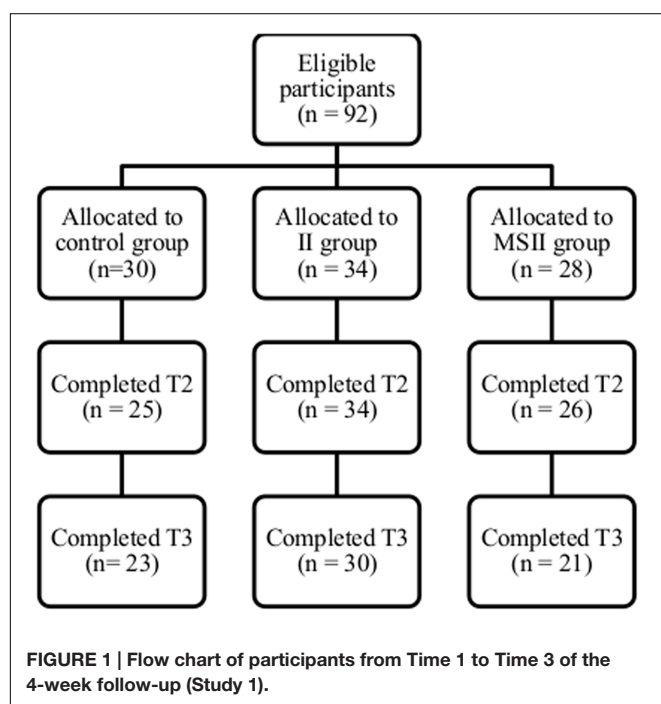 Eligible
participants
(n = 92)
Allocated to
control group
(n=30)
Allocated to
II group
(n = 34)
Allocated to
MSII group
(n = 28)
Completed T2
(n = 25)
Completed T2
(n = 34)
Completed T2
(n = 26)
Completed T3
(n= 23)
Completed T3
(n = 30)
Completed T3
(n = 21)
FIGURE 1 | Flow chart of participants from Time 1 to Time 3 of the
4-week follow-up (Study 1).